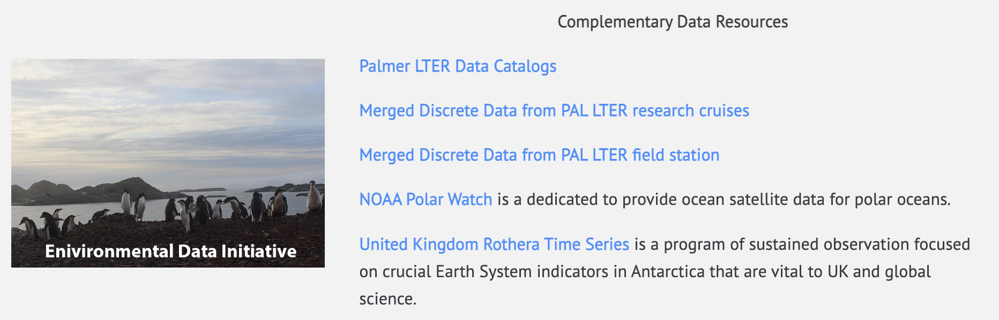 Complementary Data Resources
Palmer LTER Data Catalogs
Merged Discrete Data from PAL LTER research cruises
Merged Discrete Data from PAL LTER field station
NOAA Polar Watch is a dedicated to provide ocean satellite data for polar oceans.
United Kingdom Rothera Time Series is a program of sustained observation focused
on crucial Earth System indicators in Antarctica that are vital to UK and global
science.
Enivironmental Data Initiative